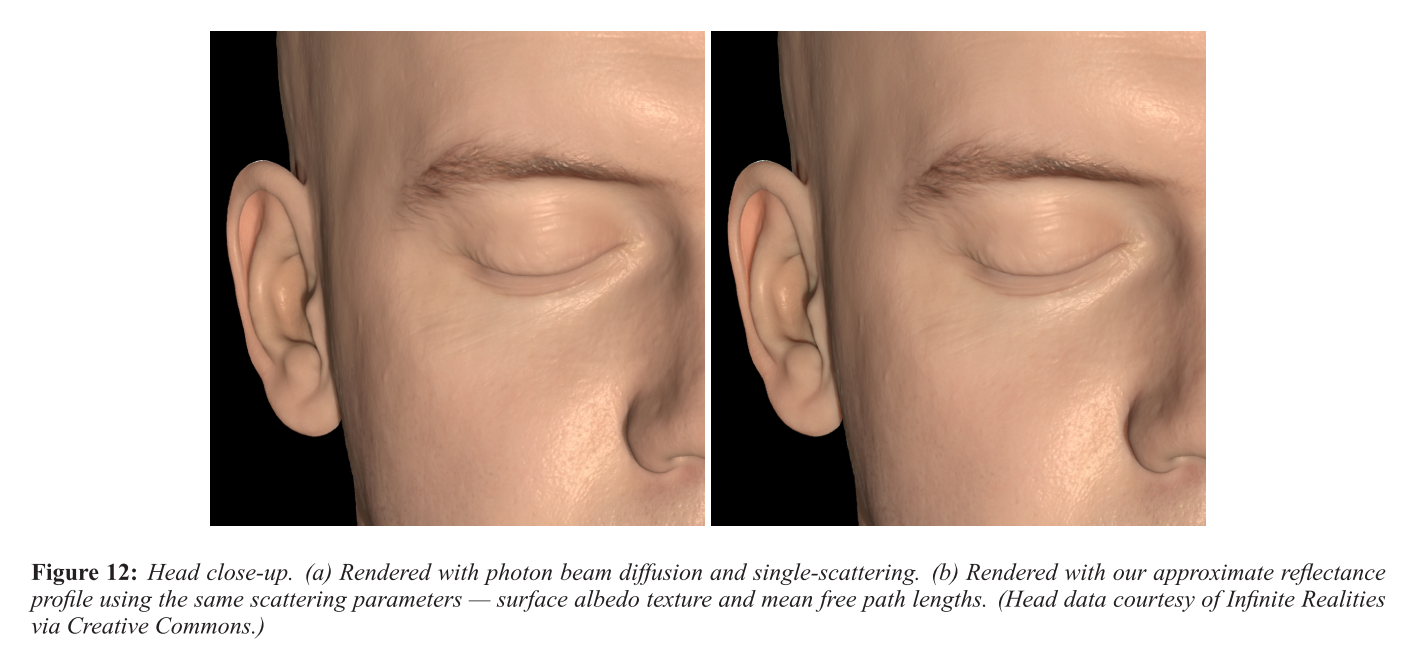 Figure 12: Head close-up. (a) Rendered with photon beam diffusion and single-scattering. (b) Rendered with our approximate reflectance
profile using the same scattering parameters — surface albedo texture and mean free path lengths. (Head data courtesy of Infinite Realities
via Creative Commons.)